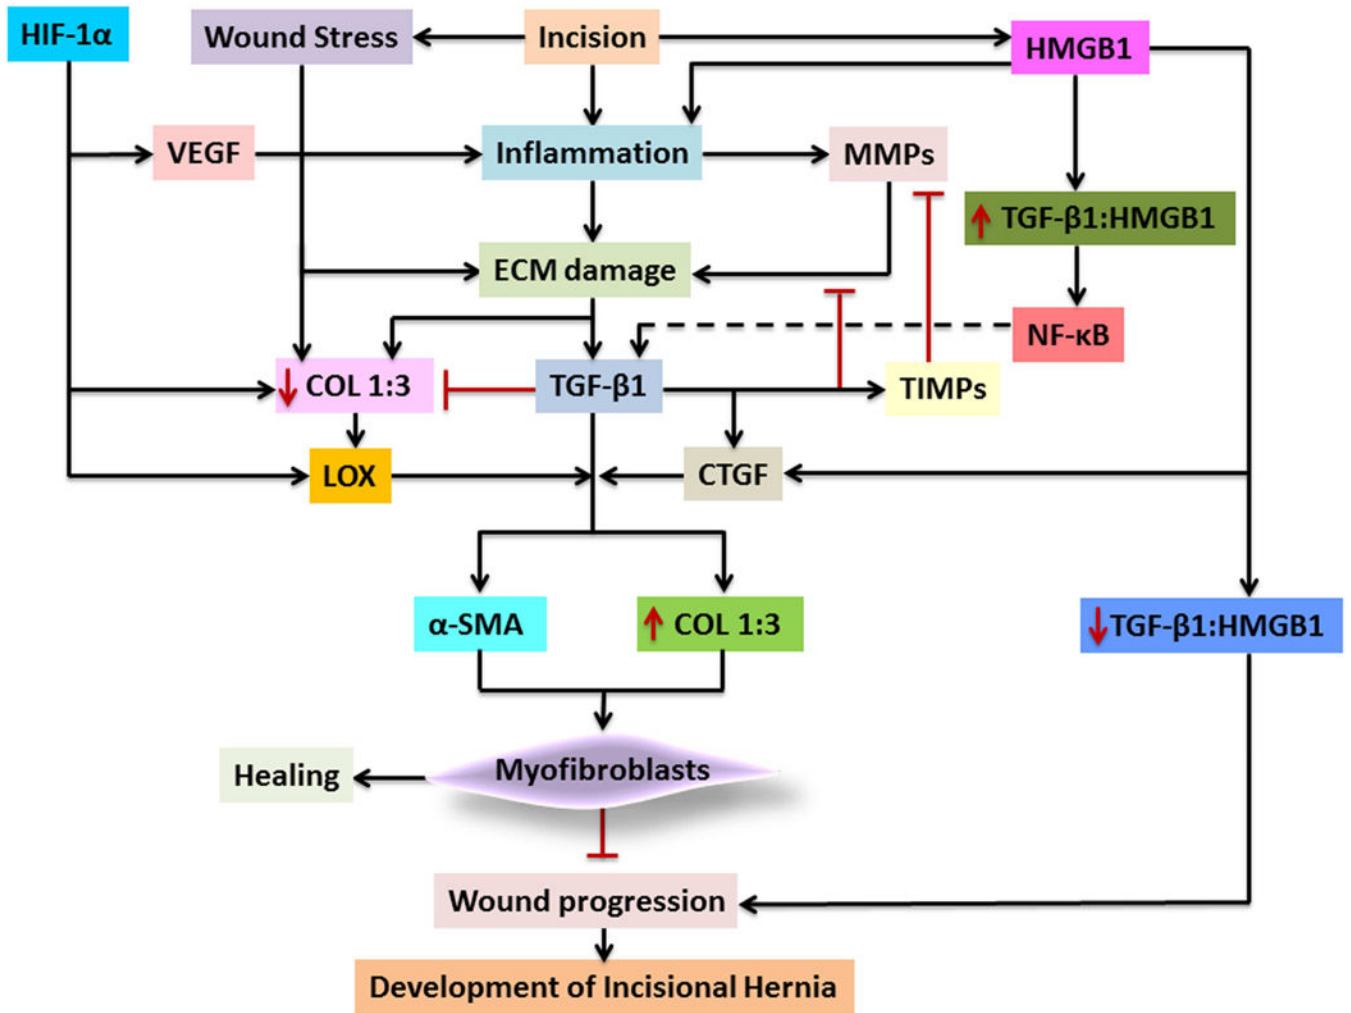 HIF-1α
Wound Stress
Incision
HMGB1
VEGF
Inflammation
MMPs
↑ TGF-β1:HMGB1
ECM damage
NF-κB
↓ COL 1:3
TGF-β1
TIMPs
LOX
CTGF
α-SMA
↑ COL 1:3
↓ TGF-β1:HMGB1
Healing
Myofibroblasts
Wound progression
Development of Incisional Hernia